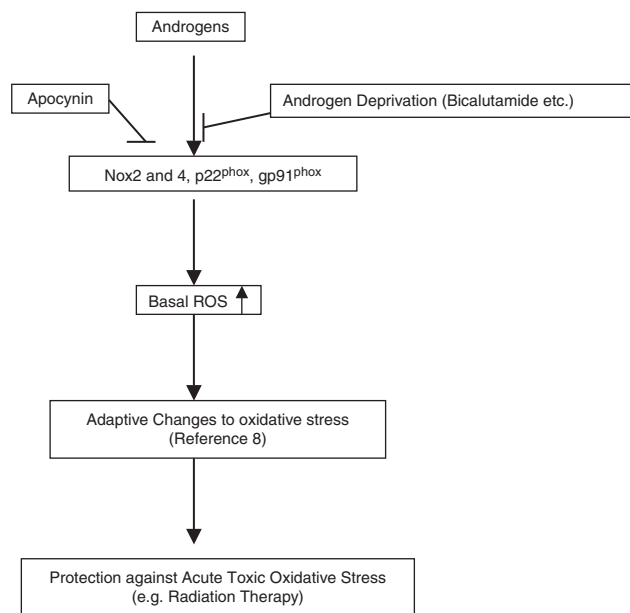 Androgens
Apocynin
Androgen Deprivation (Bicalutamide etc.)
Nox2 and 4, p22phox, gp91phox
Basal ROS
Adaptive Changes to oxidative stress
(Reference 8)
Protection against Acute Toxic Oxidative Stress
(e.g. Radiation Therapy)